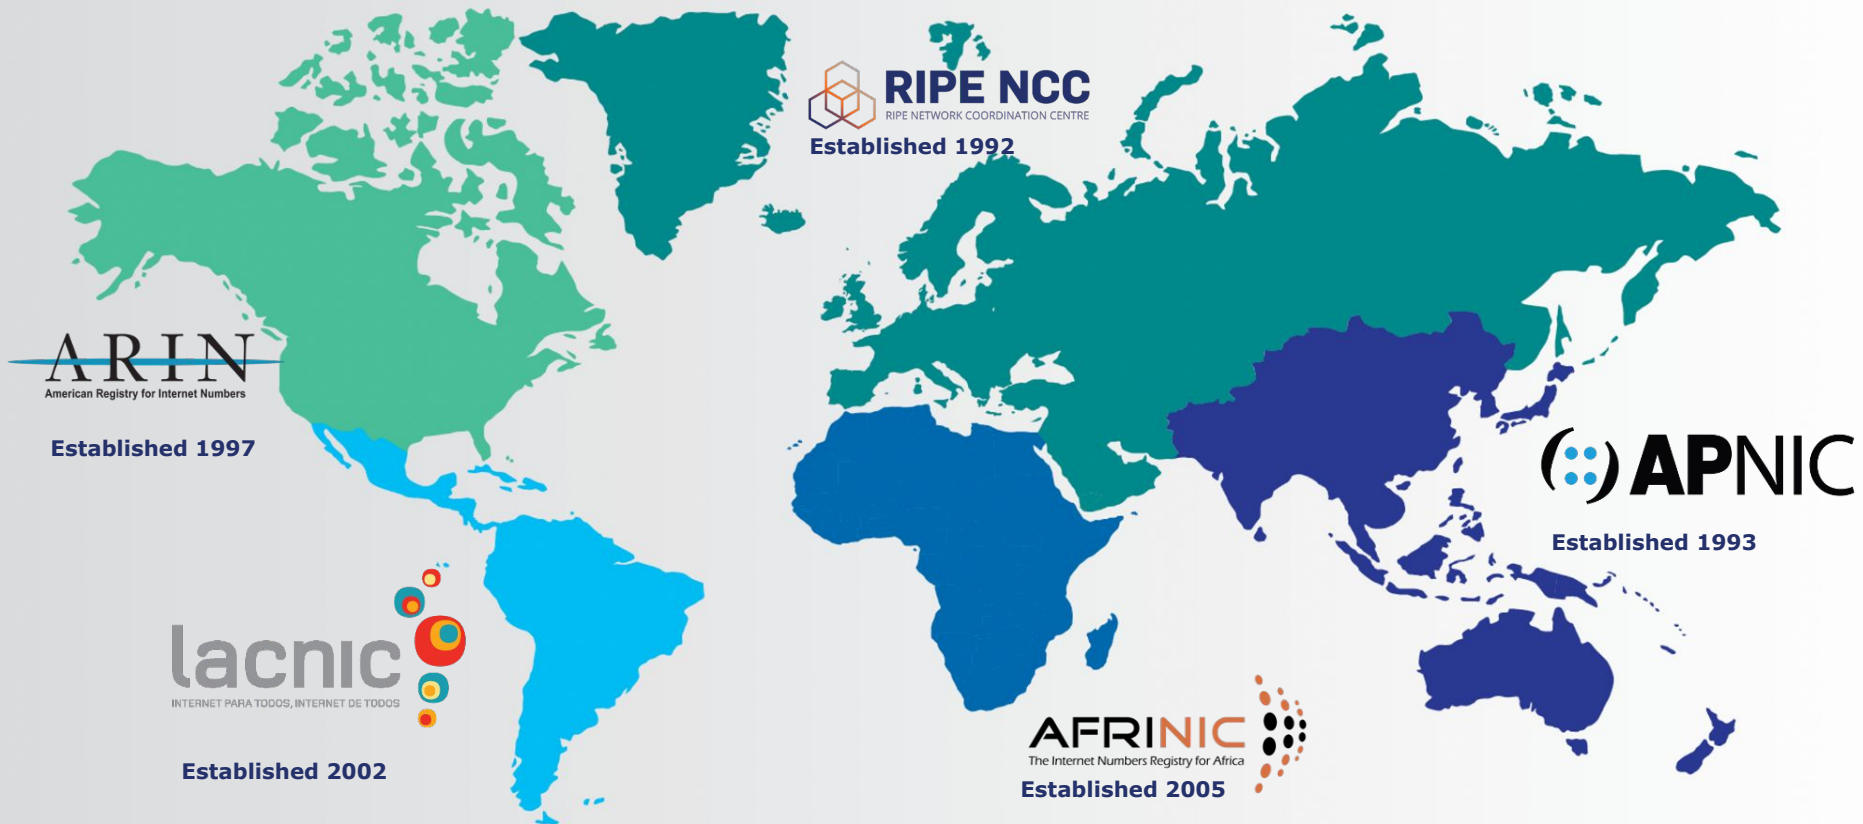 RIPE NCC
RIPE NETWORK COORDINATION CENTRE
Established 1992
ARIN
American Registry for Internet Numbers
Established 1997
APNIC
Established 1993
lacnic
INTERNET PARA TODOS, INTERNET DE TODOS
Established 2002
AFRINIC
The Internet Numbers Registry for Africa
Established 2005